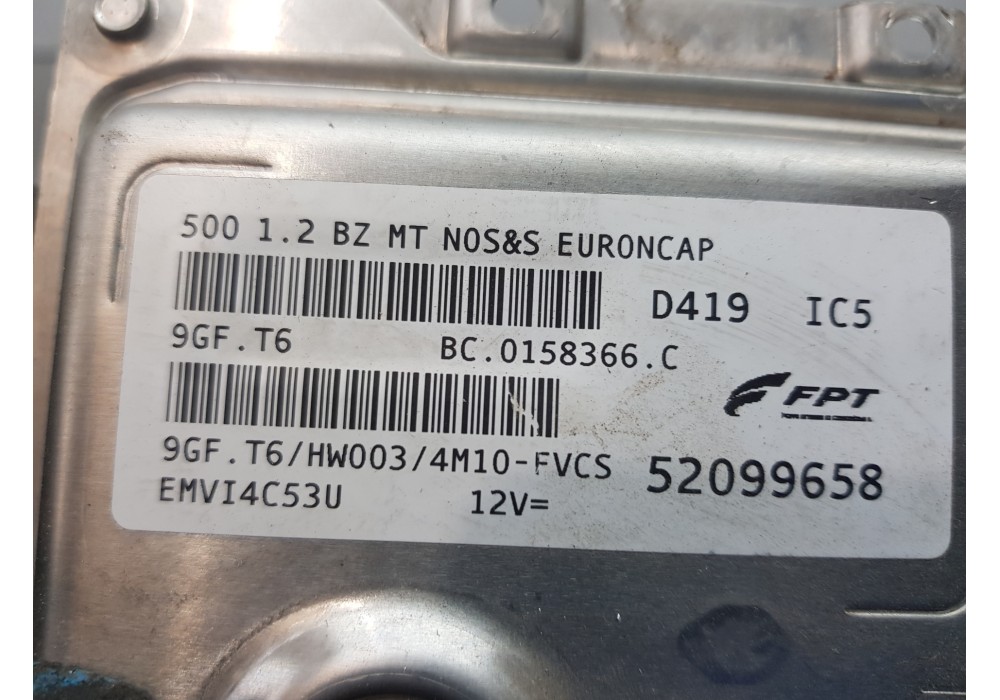 500 1.2 BZ MT NOS&S EURONCAP
D419 IC5
9GF.T6 BC.0158366.C
FPT
9GF.T6/HW003/4M10-FVCS 52099658
EMVI4C53U 12V=